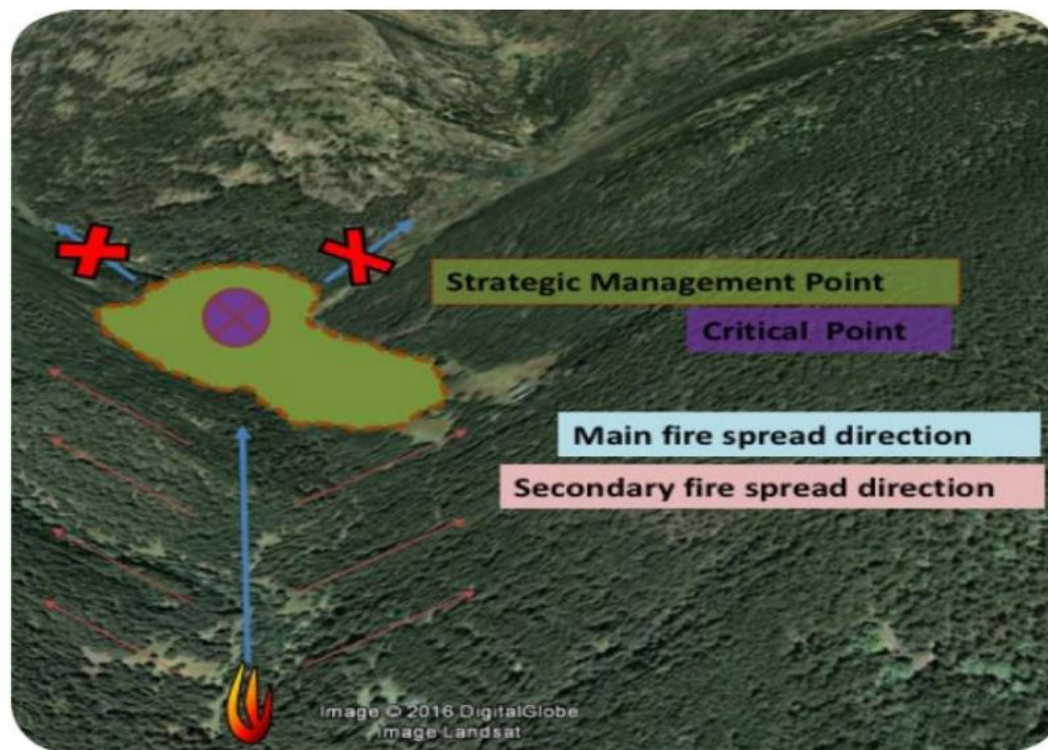 Strategic Management Point
Critical Point
Main fire spread direction
Secondary fire spread direction
Image © 2016 DigitalGlobe
Image Landsat